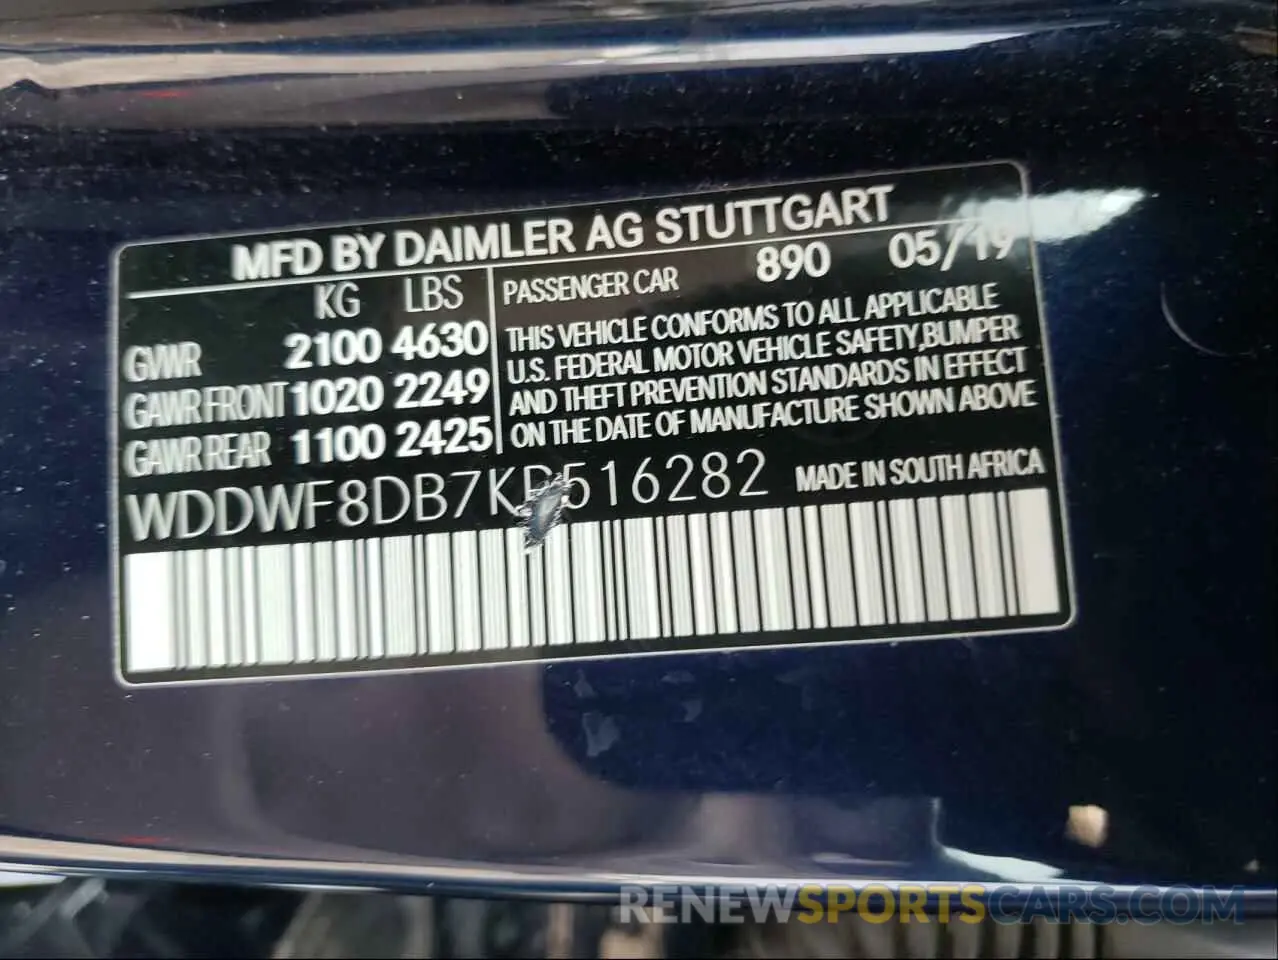 MFD BY DAIMLER AG STUTTGART
KG LBS
GVWR 2100 4630
GAWR FRONT 1020 2249
GAWR REAR 1100 2425
PASSENGER CAR 890 05/19
THIS VEHICLE CONFORMS TO ALL APPLICABLE
U.S. FEDERAL MOTOR VEHICLE SAFETY,BUMPER
AND THEFT PREVENTION STANDARDS IN EFFECT
ON THE DATE OF MANUFACTURE SHOWN ABOVE
WDDWF8DB7KR516282 MADE IN SOUTH AFRICA
RENEWSPORTSCARS.COM